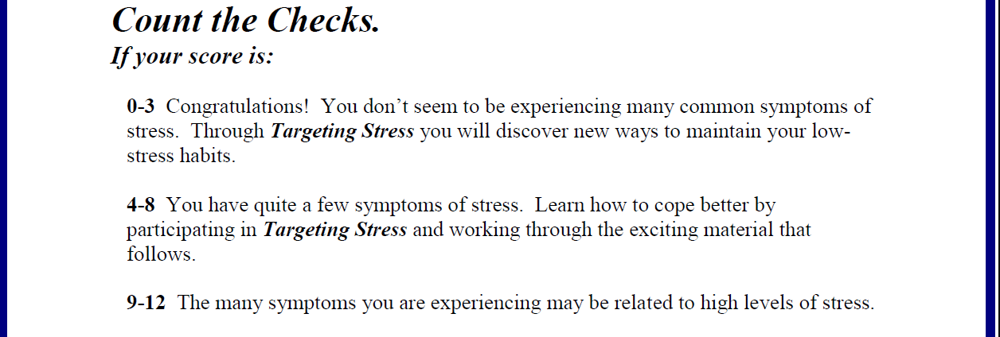 Count the Checks.
If your score is:
0-3  Congratulations!  You don’t seem to be experiencing many common symptoms of
stress.  Through Targeting Stress you will discover new ways to maintain your low-
stress habits.
4-8  You have quite a few symptoms of stress.  Learn how to cope better by
participating in Targeting Stress and working through the exciting material that
follows.
9-12  The many symptoms you are experiencing may be related to high levels of stress.